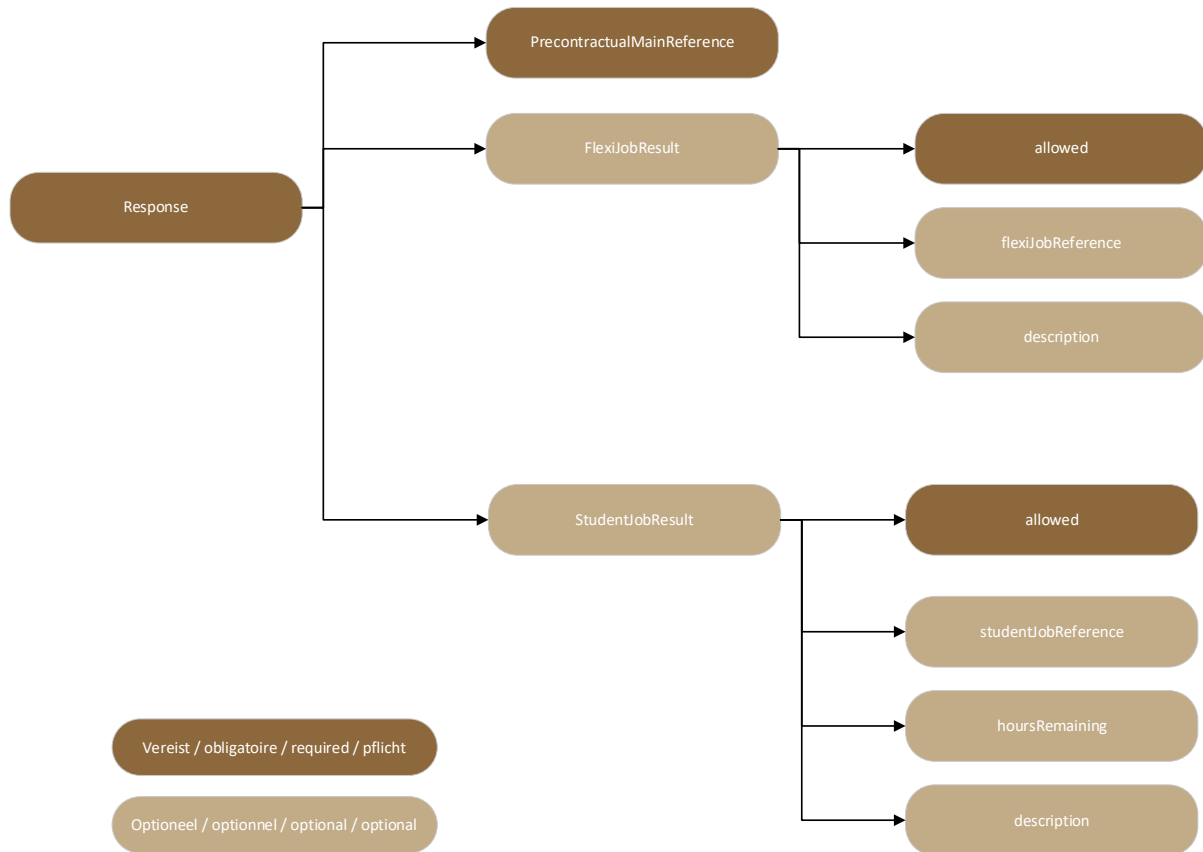 PrecontractualMainReference
FlexiJobResult
allowed
Response
flexiJobReference
description
StudentJobResult
allowed
studentJobReference
hoursRemaining
Vereist / obligatoire / required / pflicht
Optioneel / optionnel / optional / optional
description